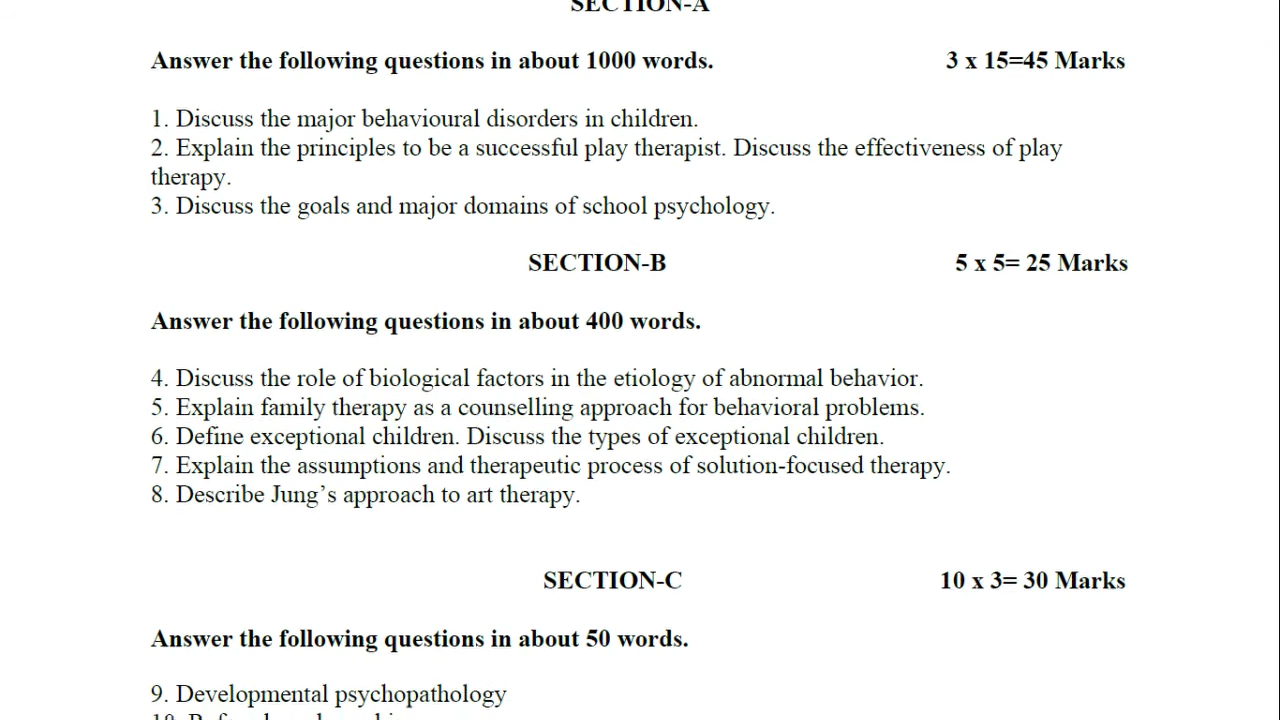 SECTION-A
Answer the following questions in about 1000 words. 3 x 15=45 Marks
1. Discuss the major behavioural disorders in children.
2. Explain the principles to be a successful play therapist. Discuss the effectiveness of play
therapy.
3. Discuss the goals and major domains of school psychology.
SECTION-B 5 x 5= 25 Marks
Answer the following questions in about 400 words.
4. Discuss the role of biological factors in the etiology of abnormal behavior.
5. Explain family therapy as a counselling approach for behavioral problems.
6. Define exceptional children. Discuss the types of exceptional children.
7. Explain the assumptions and therapeutic process of solution-focused therapy.
8. Describe Jung’s approach to art therapy.
SECTION-C 10 x 3= 30 Marks
Answer the following questions in about 50 words.
9. Developmental psychopathology
10.